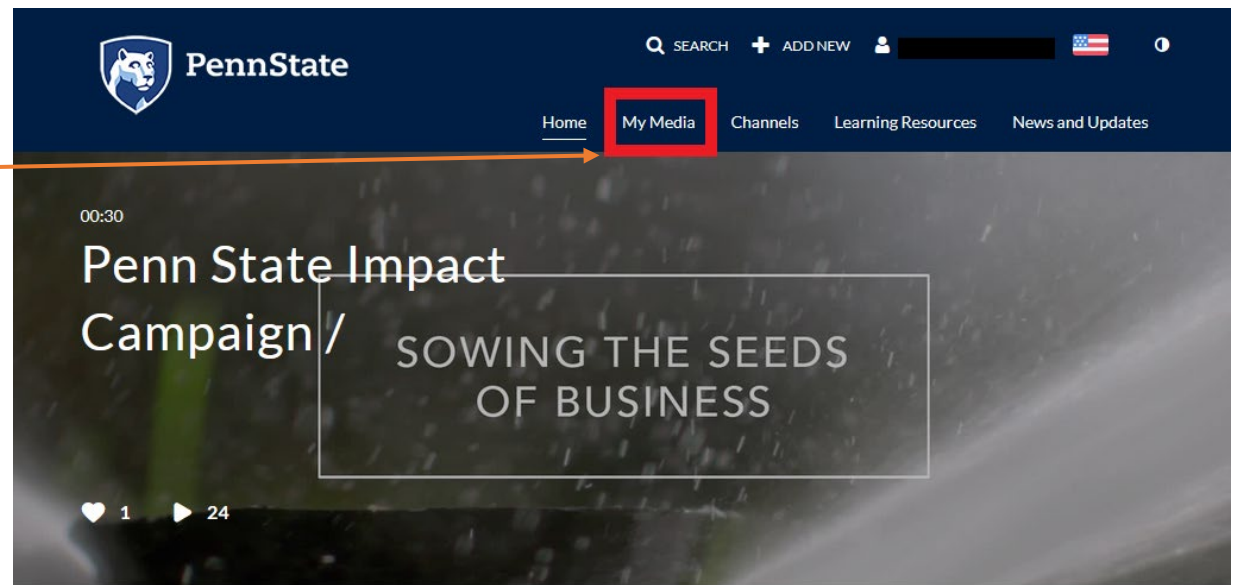 PennState
SEARCH ADD NEW
Home My Media Channels Learning Resources News and Updates
00:30
Penn State Impact
Campaign /
SOWING THE SEEDS
OF BUSINESS
1 24